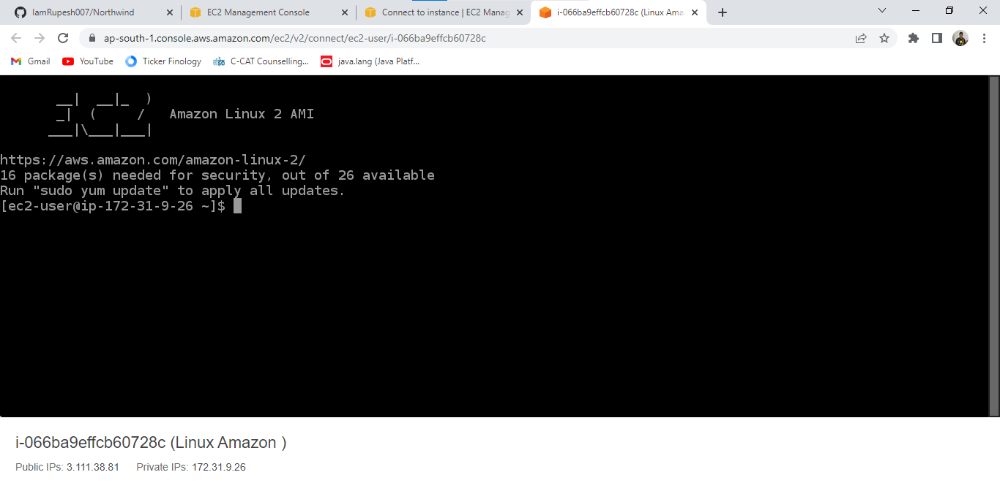 IamRupesh007/Northwind
EC2 Management Console
Connect to instance | EC2 Manag
i-066ba9effcb60728c (Linux Ama
ap-south-1.console.aws.amazon.com/ec2/v2/connect/ec2-user/i-066ba9effcb60728c
Gmail
YouTube
Ticker Finology
C-CAT Counselling...
java.lang (Java Platf...
__| __|_ )
_| ( / Amazon Linux 2 AMI
___|\___|___|
https://aws.amazon.com/amazon-linux-2/
16 package(s) needed for security, out of 26 available
Run "sudo yum update" to apply all updates.
[ec2-user@ip-172-31-9-26 ~]$
i-066ba9effcb60728c (Linux Amazon )
Public IPs: 3.111.38.81 Private IPs: 172.31.9.26